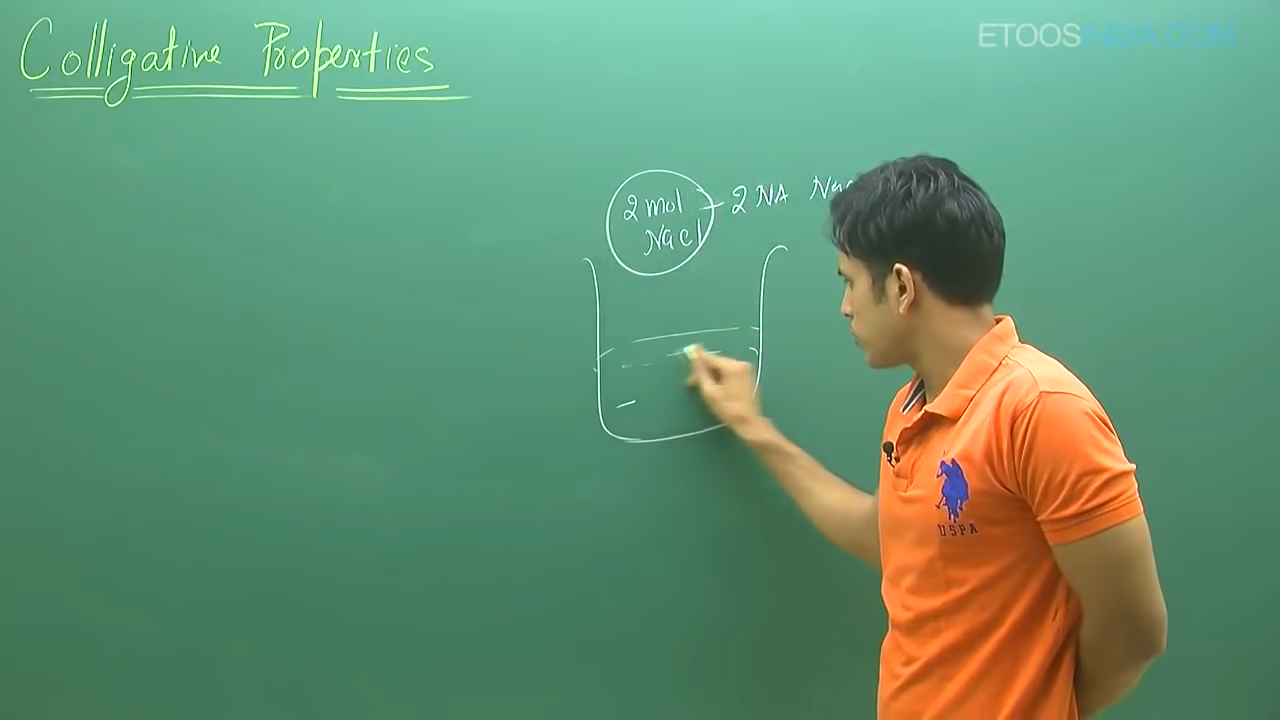 Colligative Properties
ETOOSINDIA.COM
2 mol
NaCl
2 NA
USPA